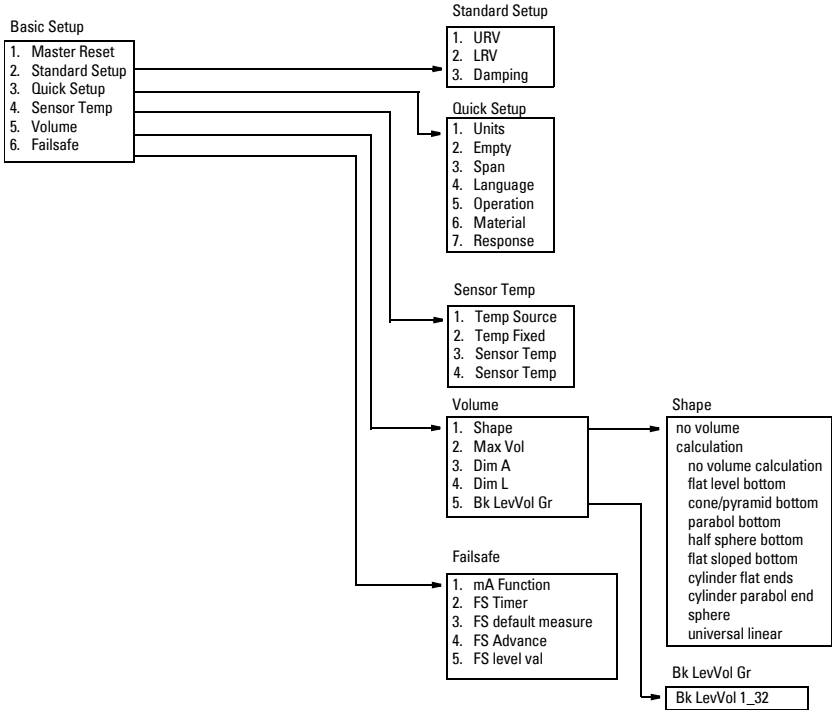 Basic Setup
1. Master Reset
2. Standard Setup
3. Quick Setup
4. Sensor Temp
5. Volume
6. Failsafe
Standard Setup
1. URV
2. LRV
3. Damping
Quick Setup
1. Units
2. Empty
3. Span
4. Language
5. Operation
6. Material
7. Response
Sensor Temp
1. Temp Source
2. Temp Fixed
3. Sensor Temp
4. Sensor Temp
Volume
1. Shape
2. Max Vol
3. Dim A
4. Dim L
5. Bk LevVol Gr
Shape
no volume
calculation
no volume calculation
flat level bottom
cone/pyramid bottom
parabol bottom
half sphere bottom
flat sloped bottom
cylinder flat ends
cylinder parabol end
sphere
universal linear
Failsafe
1. mA Function
2. FS Timer
3. FS default measure
4. FS Advance
5. FS level val
Bk LevVol Gr
Bk LevVol 1_32